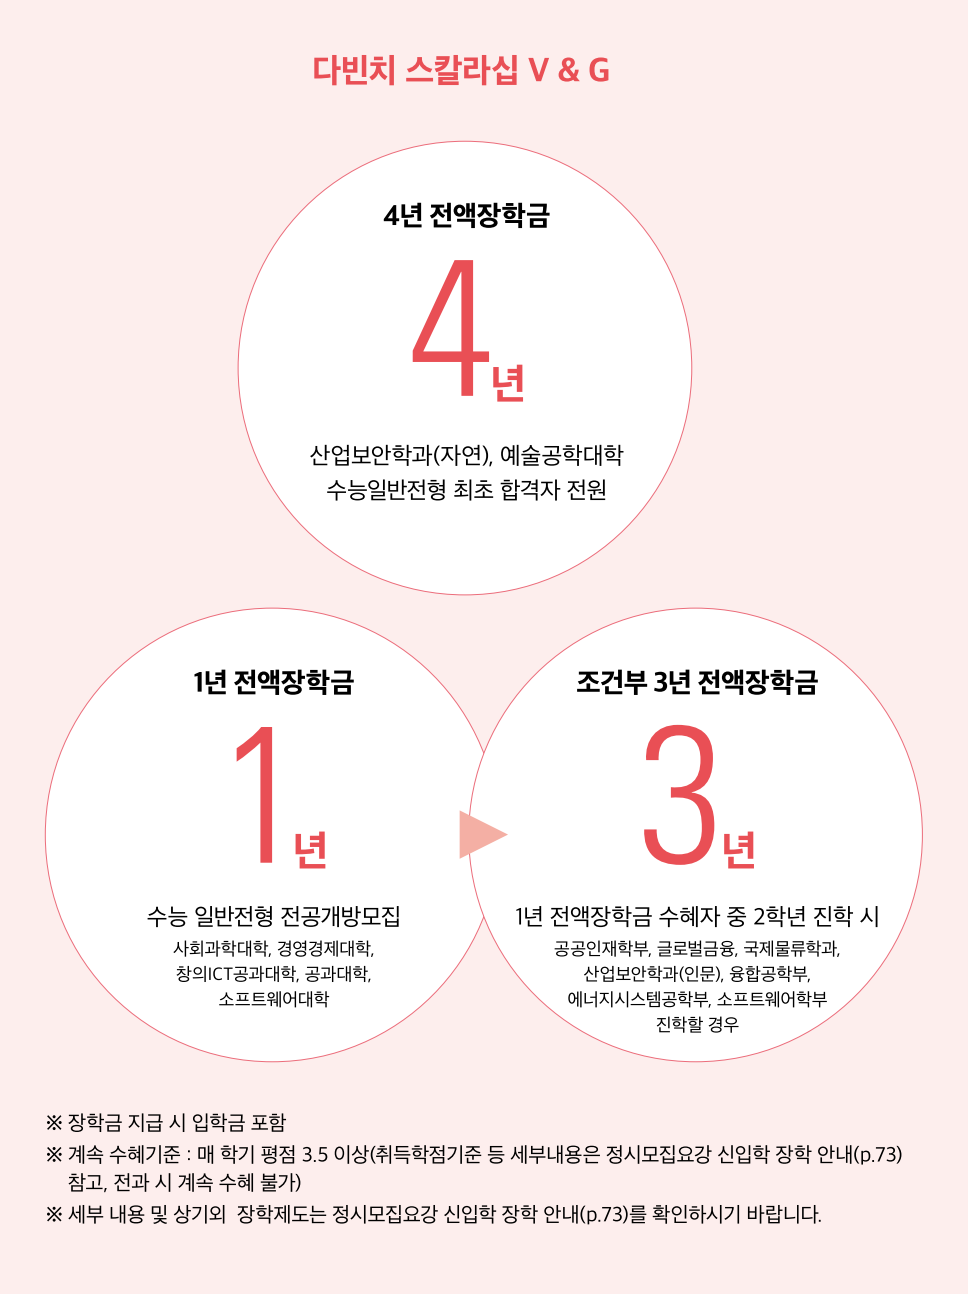 다빈치 스칼라십 V & G
4년 전액장학금
4년
산업보안학과(자연), 예술공학대학
수능일반전형 최초 합격자 전원
1년 전액장학금
1년
수능 일반전형 전공개방모집
사회과학대학, 경영경제대학,
창의ICT공과대학, 공과대학,
소프트웨어대학
조건부 3년 전액장학금
3년
1년 전액장학금 수혜자 중 2학년 진학 시
공공인재학부, 글로벌금융, 국제물류학과,
산업보안학과(인문), 융합공학부,
에너지시스템공학부, 소프트웨어학부
진학할 경우
※ 장학금 지급 시 입학금 포함
※ 계속 수혜기준 : 매 학기 평점 3.5 이상(취득학점기준 등 세부내용은 정시모집요강 신입학 장학 안내(p.73)
참고, 전과 시 계속 수혜 불가)
※ 세부 내용 및 상기외 장학제도는 정시모집요강 신입학 장학 안내(p.73)를 확인하시기 바랍니다.